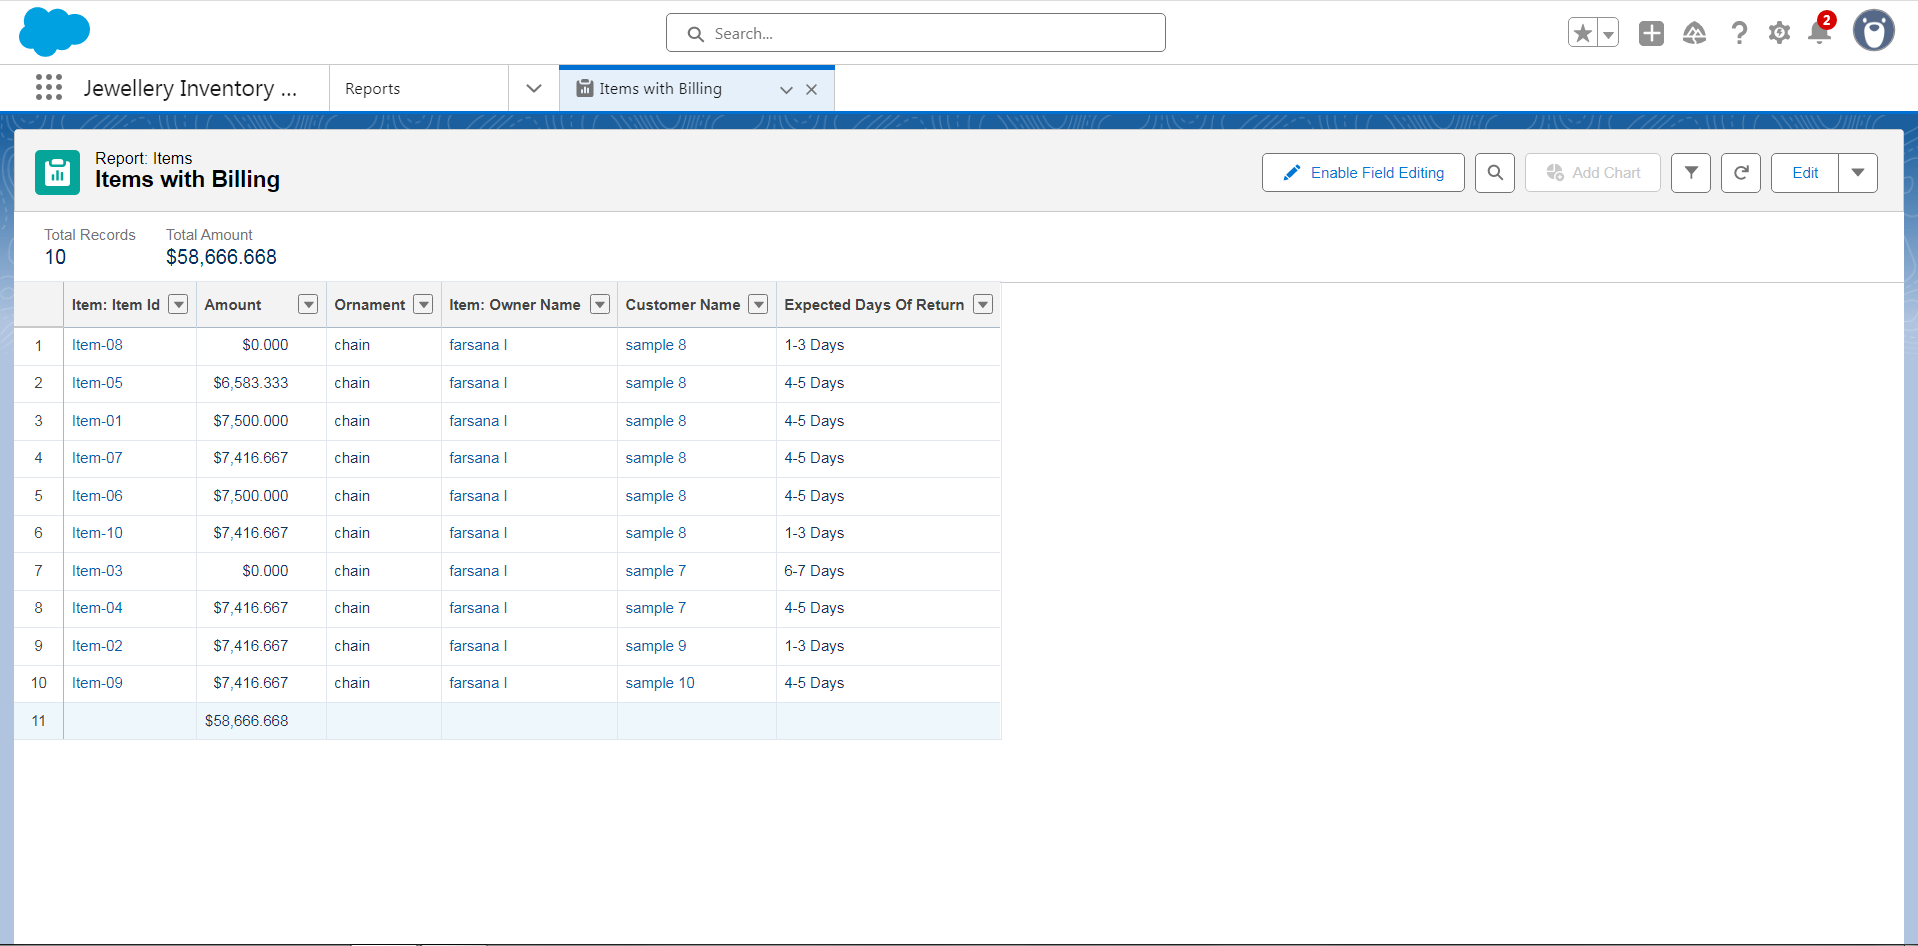 Search...
2
Jewellery Inventory ...
Reports
Items with Billing
Report: Items
Items with Billing
Enable Field Editing
Add Chart
Edit
Total Records
Total Amount
10
$58,666.668
Item: Item Id Amount Ornament Item: Owner Name Customer Name Expected Days Of Return
1 Item-08 $0.000 chain farsana l sample 8 1-3 Days
2 Item-05 $6,583.333 chain farsana l sample 8 4-5 Days
3 Item-01 $7,500.000 chain farsana l sample 8 4-5 Days
4 Item-07 $7,416.667 chain farsana l sample 8 4-5 Days
5 Item-06 $7,500.000 chain farsana l sample 8 4-5 Days
6 Item-10 $7,416.667 chain farsana l sample 8 1-3 Days
7 Item-03 $0.000 chain farsana l sample 7 6-7 Days
8 Item-04 $7,416.667 chain farsana l sample 7 4-5 Days
9 Item-02 $7,416.667 chain farsana l sample 9 1-3 Days
10 Item-09 $7,416.667 chain farsana l sample 10 4-5 Days
11 $58,666.668